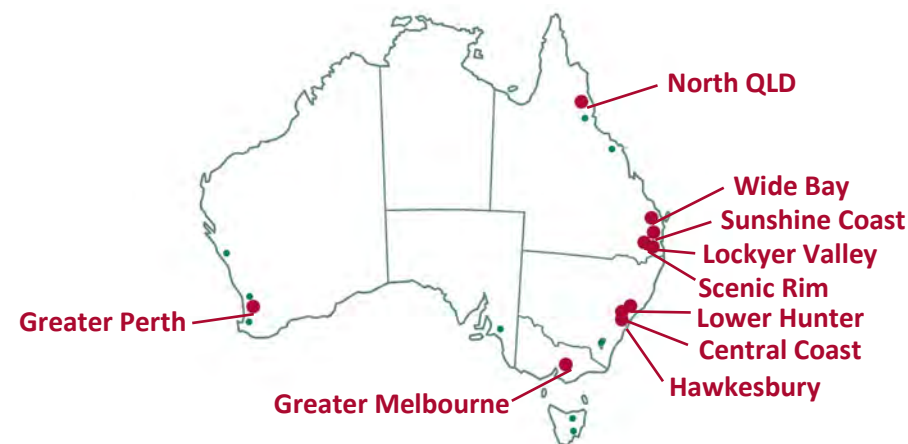 North QLD
Wide Bay
Sunshine Coast
Lockyer Valley
Scenic Rim
Lower Hunter
Greater Perth
Central Coast
Hawkesbury
Greater Melbourne